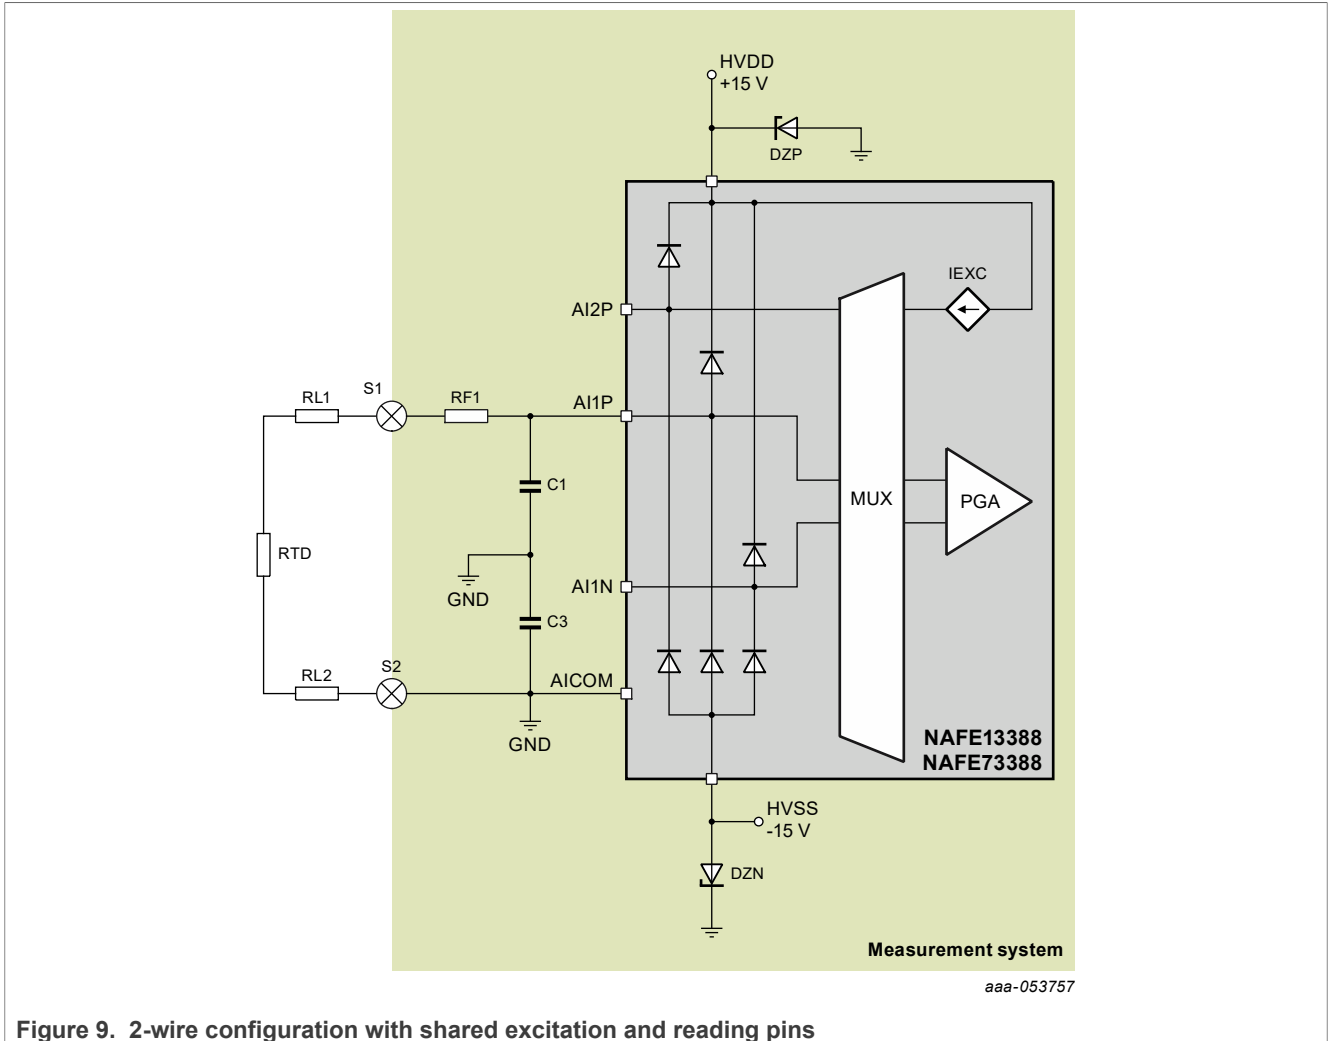 HVDD
+15 V
DZP
IEXC
AI2P
RL1
S1
RF1
AI1P
C1
MUX
PGA
RTD
AI1N
GND
C3
RL2
S2
AICOM
GND
NAFE13388
NAFE73388
HVSS
-15 V
DZN
Measurement system
aaa-053757
Figure 9. 2-wire configuration with shared excitation and reading pins